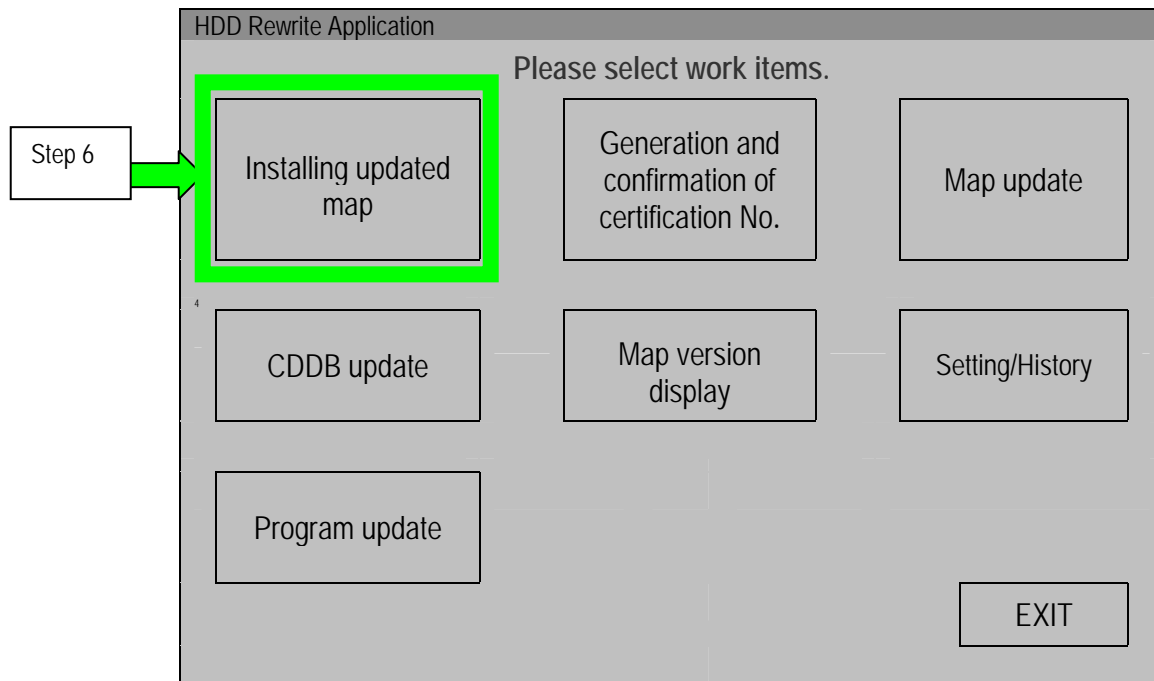 HDD Rewrite Application
Please select work items.
Step 6
Installing updated
map
Generation and
confirmation of
certification No.
Map update
4
CDDB update
Map version
display
Setting/History
Program update
EXIT